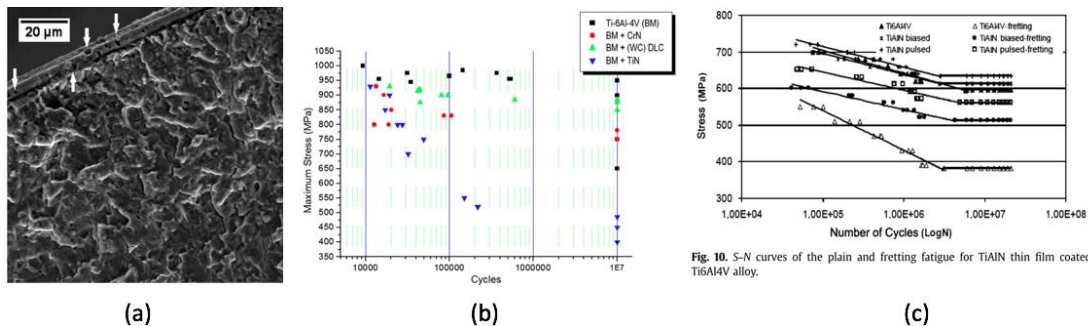 20 µm
Ti-6Al-4V (BM)
BM + CrN
BM + (WC) DLC
BM + TiN
1050
1000
950
900
850
800
750
700
650
600
550
500
450
400
350
Maximum Stress (MPa)
10000
100000
1000000
1E7
Cycles
Ti6Al4V
Ti6Al4V-fretting
TiAlN biased
TiAlN biased-fretting
TiAlN pulsed
TiAlN pulsed-fretting
800
700
600
500
400
300
Stress (MPa)
1,00E+04
1,00E+05
1,00E+06
1,00E+07
1,00E+08
Number of Cycles (LogN)
Fig. 10. S–N curves of the plain and fretting fatigue for TiAlN thin film coated
Ti6Al4V alloy.
(a)
(b)
(c)